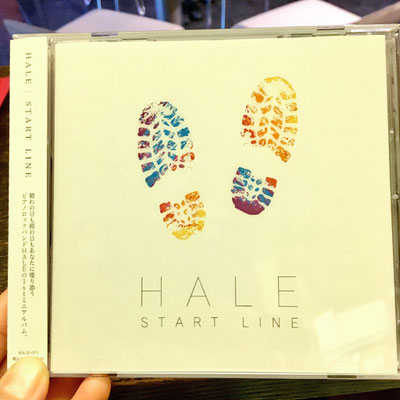 HALE | START LINE
晴れの日も雨の日もあなたに寄り添う
ピアノロックバンドHALEの1stミニアルバム。
HALE-001
HALE
START LINE